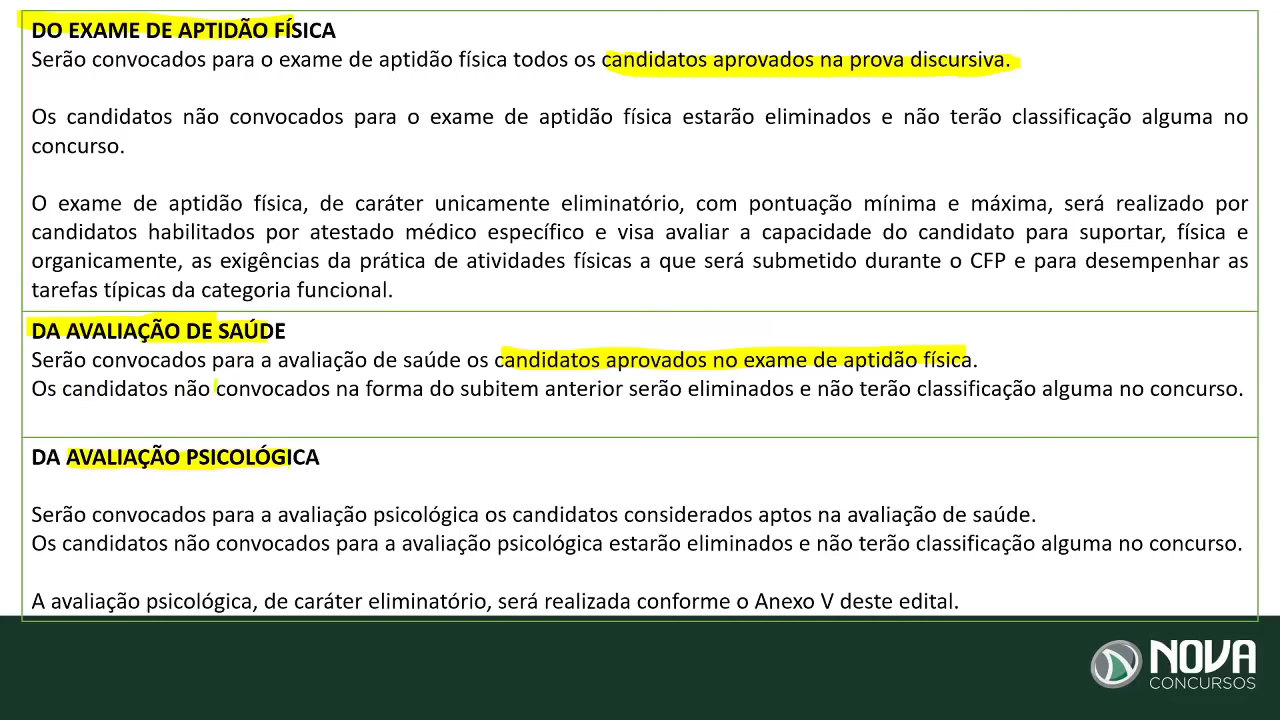 DO EXAME DE APTIDÃO FÍSICA
Serão convocados para o exame de aptidão física todos os candidatos aprovados na prova discursiva.
Os candidatos não convocados para o exame de aptidão física estarão eliminados e não terão classificação alguma no
concurso.
O exame de aptidão física, de caráter unicamente eliminatório, com pontuação mínima e máxima, será realizado por
candidatos habilitados por atestado médico específico e visa avaliar a capacidade do candidato para suportar, física e
organicamente, as exigências da prática de atividades físicas a que será submetido durante o CFP e para desempenhar as
tarefas típicas da categoria funcional.
DA AVALIAÇÃO DE SAÚDE
Serão convocados para a avaliação de saúde os candidatos aprovados no exame de aptidão física.
Os candidatos não convocados na forma do subitem anterior serão eliminados e não terão classificação alguma no concurso.
DA AVALIAÇÃO PSICOLÓGICA
Serão convocados para a avaliação psicológica os candidatos considerados aptos na avaliação de saúde.
Os candidatos não convocados para a avaliação psicológica estarão eliminados e não terão classificação alguma no concurso.
A avaliação psicológica, de caráter eliminatório, será realizada conforme o Anexo V deste edital.
NOVA
CONCURSOS